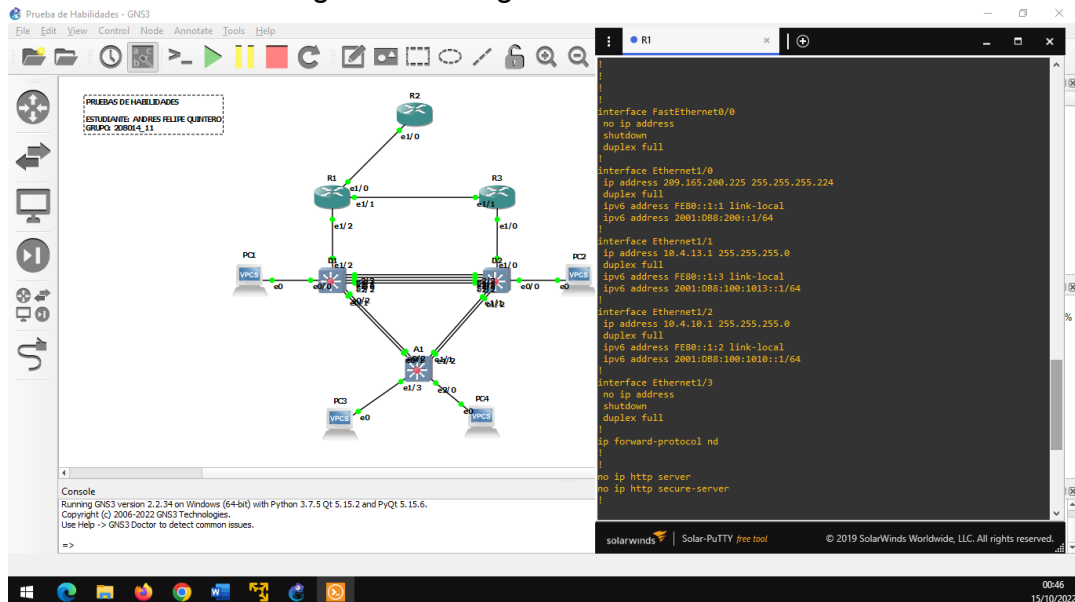 Prueba de Habilidades - GNS3
File Edit View Control Node Annotate Tools Help
PRUEBAS DE HABILIDADES
ESTUDIANTE: ANDRES FELIPE QUINTERO
GRUPO: 208014_11
R2
e1/0
R1
e1/0
e1/1
R3
e1/1
e1/2
e1/0
PC1
VPCS
e0
e1/2
e1/0
PC2
VPCS
e0/0
e0
A1
e1/3
e2/0
PC3
VPCS
e0
PC4
VPCS
e0
Console
Running GNS3 version 2.2.34 on Windows (64-bit) with Python 3.7.5 Qt 5.15.2 and PyQt 5.15.6.
Copyright (c) 2006-2022 GNS3 Technologies.
Use Help -> GNS3 Doctor to detect common issues.
=>
R1
!
!
!
!
interface FastEthernet0/0
no ip address
shutdown
duplex full
!
interface Ethernet1/0
ip address 209.165.200.225 255.255.255.224
duplex full
ipv6 address FE80::1:1 link-local
ipv6 address 2001:DB8:200::1/64
!
interface Ethernet1/1
ip address 10.4.13.1 255.255.255.0
duplex full
ipv6 address FE80::1:3 link-local
ipv6 address 2001:DB8:100:1013::1/64
!
interface Ethernet1/2
ip address 10.4.10.1 255.255.255.0
duplex full
ipv6 address FE80::1:2 link-local
ipv6 address 2001:DB8:100:1010::1/64
!
interface Ethernet1/3
no ip address
shutdown
duplex full
!
ip forward-protocol nd
!
!
no ip http server
no ip http secure-server
!
solarwinds Solar-PuTTY free tool © 2019 SolarWinds Worldwide, LLC. All rights reserved.
%
00:46
15/10/2022